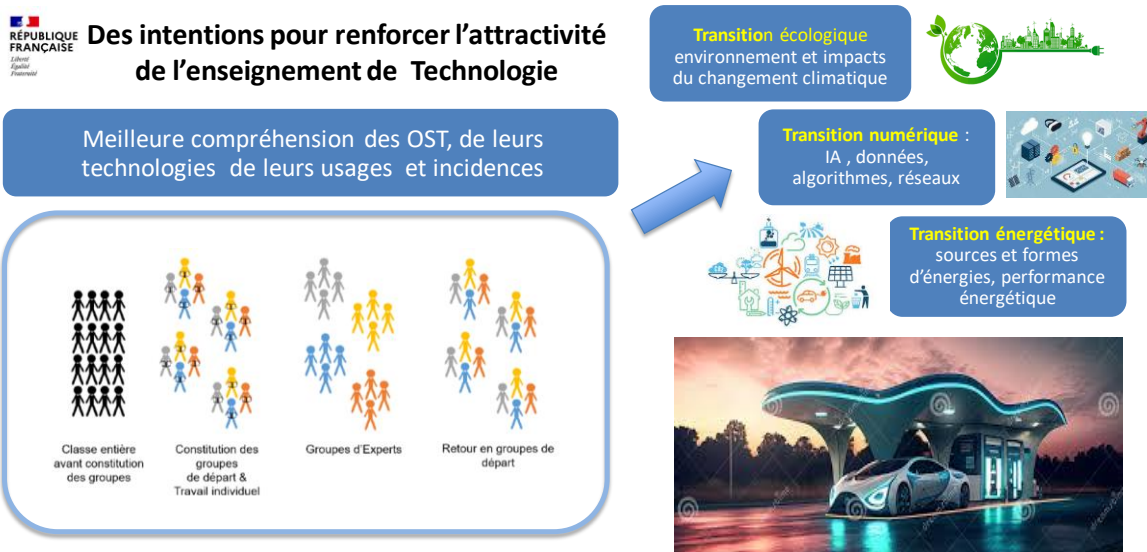 RÉPUBLIQUE
FRANÇAISE
Liberté
Égalité
Fraternité
Des intentions pour renforcer l’attractivité
de l’enseignement de Technologie
Meilleure compréhension des OST, de leurs
technologies de leurs usages et incidences
Classe entière
avant constitution
des groupes
Constitution des
groupes
de départ &
Travail individuel
Groupes d’Experts
Retour en groupes de
départ
Transition écologique
environnement et impacts
du changement climatique
Transition numérique :
IA , données,
algorithmes, réseaux
Transition énergétique :
sources et formes
d’énergies, performance
énergétique